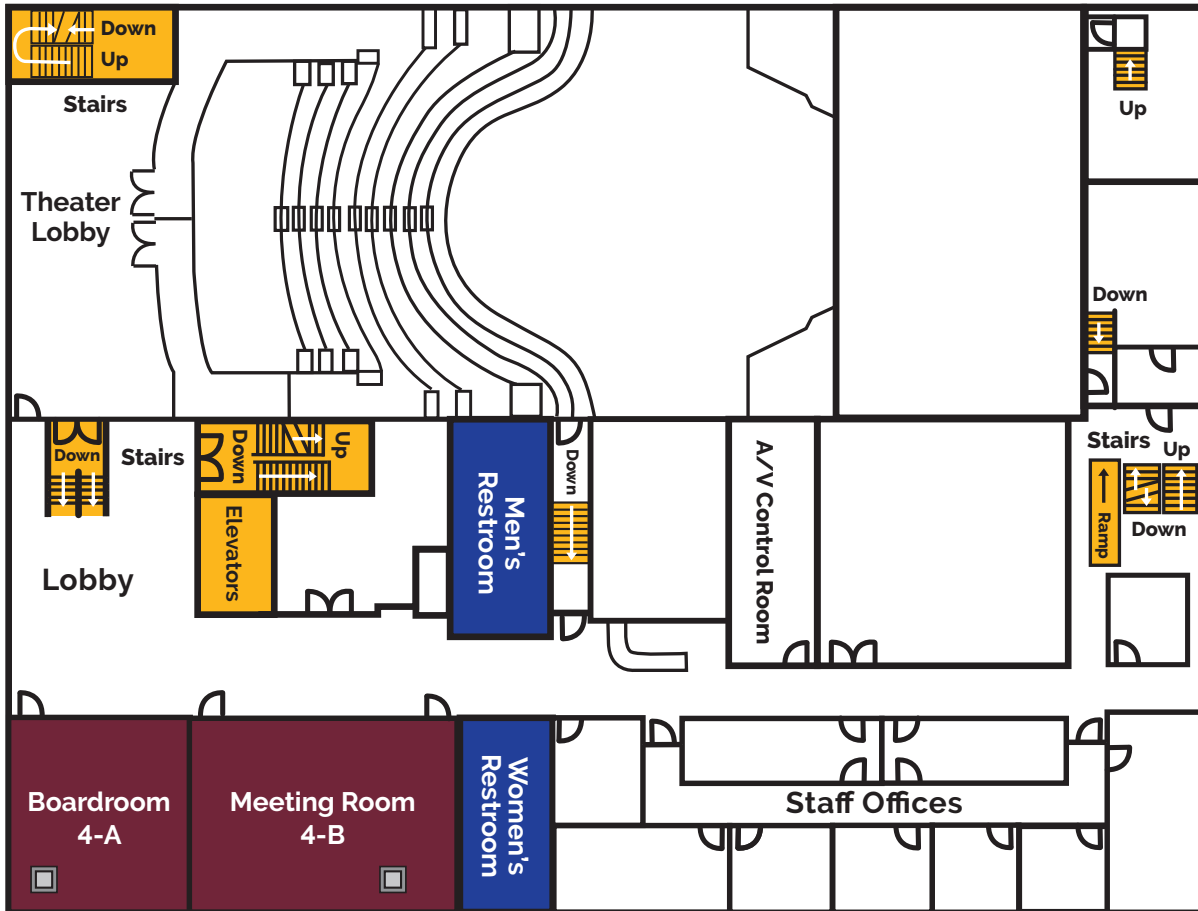 Down
Up
Stairs
Theater
Lobby
Up
Down
Down
Stairs
Down
Up
Elevators
Lobby
Men's
Restroom
Down
A/V Control Room
Stairs
Up
Ramp
Down
Boardroom
4-A
Meeting Room
4-B
Women's
Restroom
Staff Offices